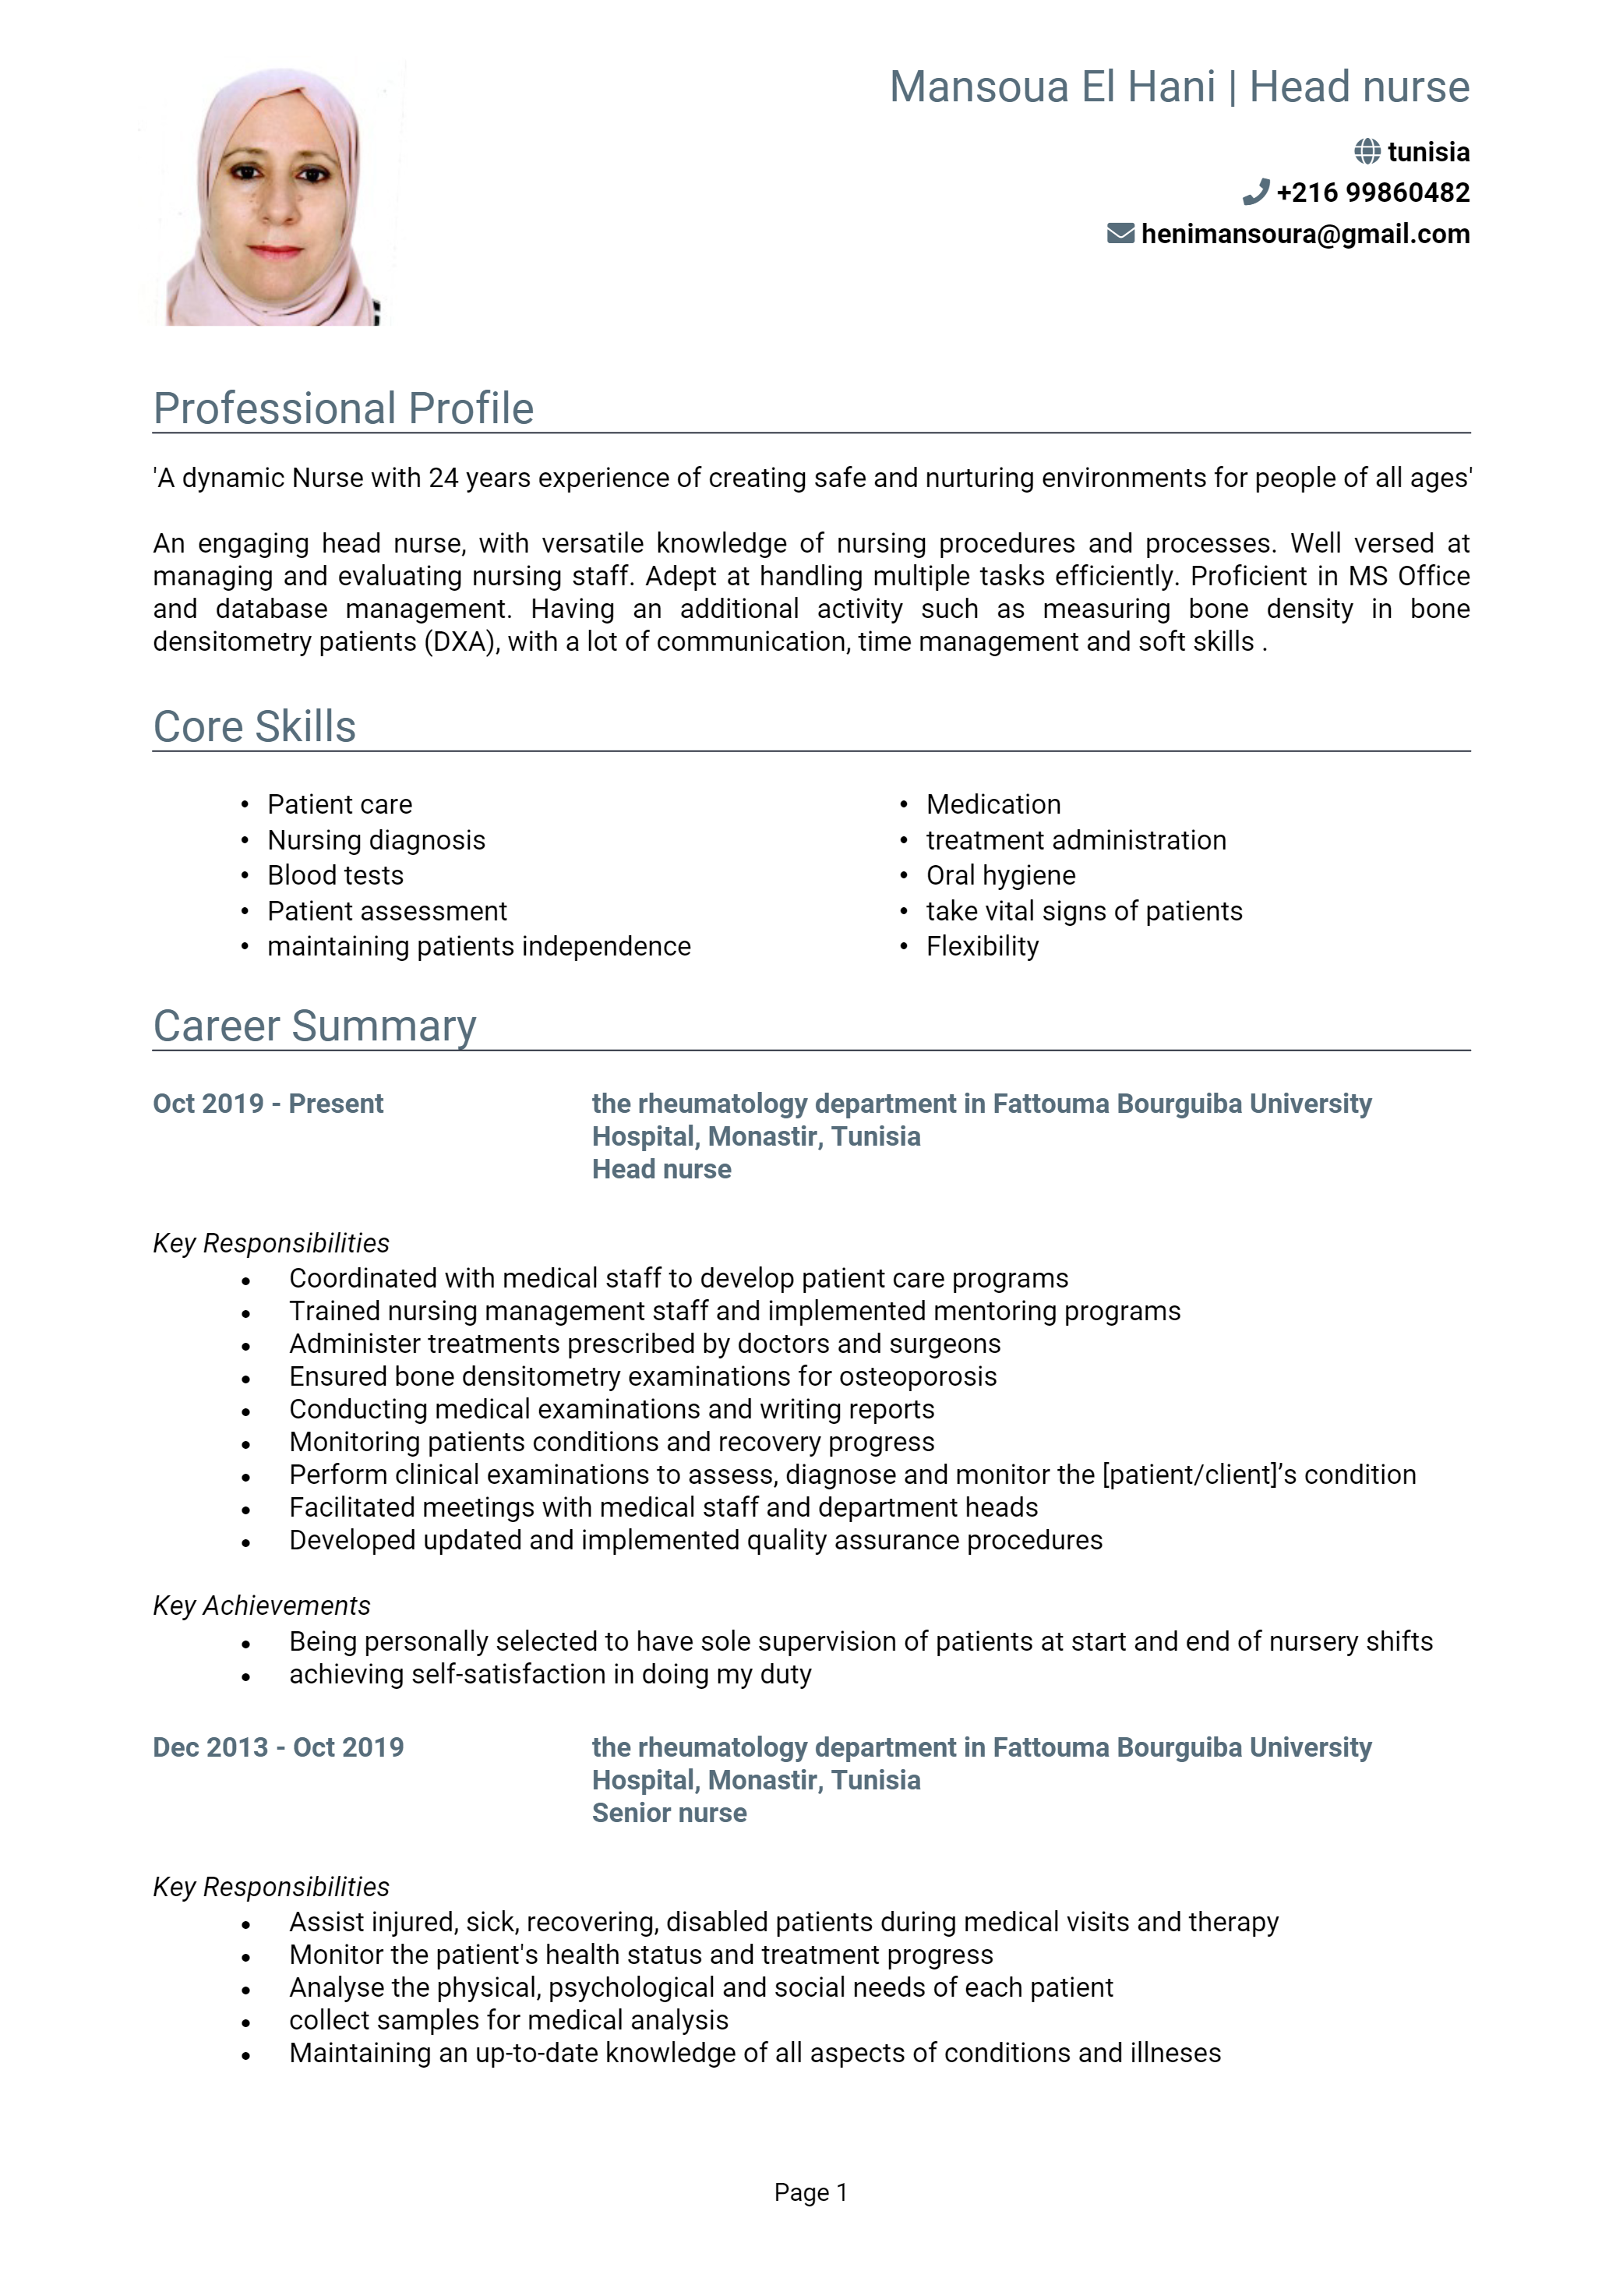 Mansoua El Hani | Head nurse
tunisia
+216 99860482
henimansoura@gmail.com
Professional Profile
'A dynamic Nurse with 24 years experience of creating safe and nurturing environments for people of all ages'
An engaging head nurse, with versatile knowledge of nursing procedures and processes. Well versed at
managing and evaluating nursing staff. Adept at handling multiple tasks efficiently. Proficient in MS Office
and database management. Having an additional activity such as measuring bone density in bone
densitometry patients (DXA), with a lot of communication, time management and soft skills .
Core Skills
• Patient care
• Nursing diagnosis
• Blood tests
• Patient assessment
• maintaining patients independence
• Medication
• treatment administration
• Oral hygiene
• take vital signs of patients
• Flexibility
Career Summary
Oct 2019 - Present
the rheumatology department in Fattouma Bourguiba University
Hospital, Monastir, Tunisia
Head nurse
Key Responsibilities
• Coordinated with medical staff to develop patient care programs
• Trained nursing management staff and implemented mentoring programs
• Administer treatments prescribed by doctors and surgeons
• Ensured bone densitometry examinations for osteoporosis
• Conducting medical examinations and writing reports
• Monitoring patients conditions and recovery progress
• Perform clinical examinations to assess, diagnose and monitor the [patient/client]’s condition
• Facilitated meetings with medical staff and department heads
• Developed updated and implemented quality assurance procedures
Key Achievements
• Being personally selected to have sole supervision of patients at start and end of nursery shifts
• achieving self-satisfaction in doing my duty
Dec 2013 - Oct 2019
the rheumatology department in Fattouma Bourguiba University
Hospital, Monastir, Tunisia
Senior nurse
Key Responsibilities
• Assist injured, sick, recovering, disabled patients during medical visits and therapy
• Monitor the patient's health status and treatment progress
• Analyse the physical, psychological and social needs of each patient
• collect samples for medical analysis
• Maintaining an up-to-date knowledge of all aspects of conditions and illneses
Page 1